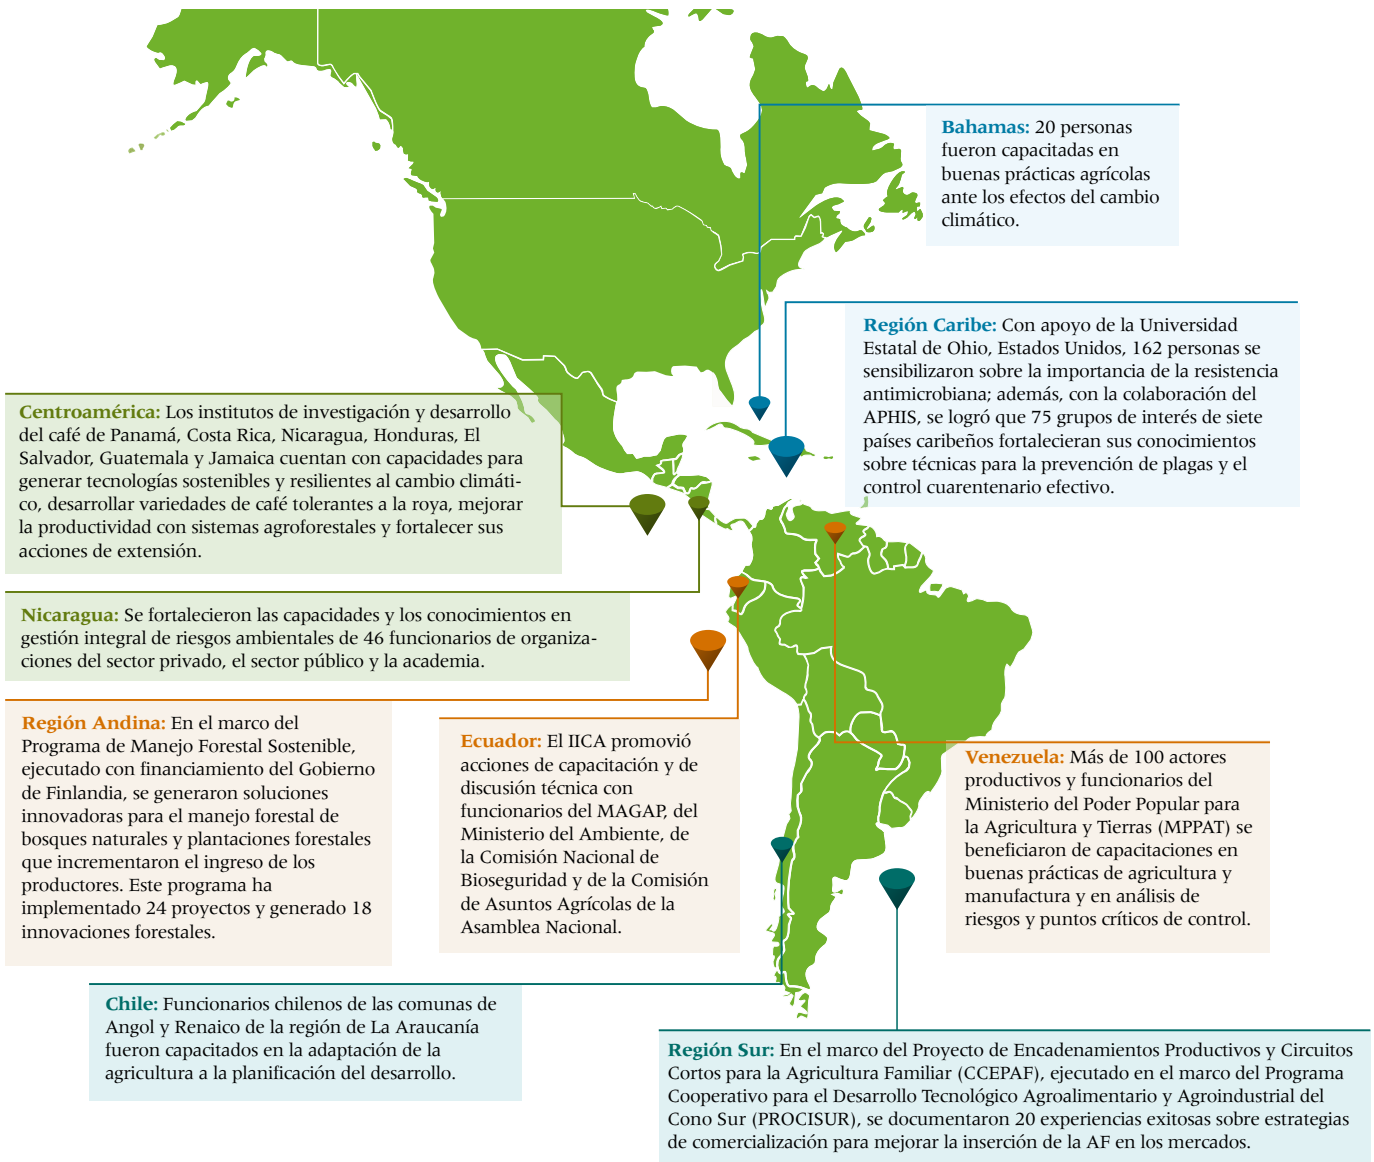 Bahamas: 20 personas
fueron capacitadas en
buenas prácticas agrícolas
ante los efectos del cambio
climático.
Región Caribe: Con apoyo de la Universidad
Estatal de Ohio, Estados Unidos, 162 personas se
sensibilizaron sobre la importancia de la resistencia
antimicrobiana; además, con la colaboración del
APHIS, se logró que 75 grupos de interés de siete
países caribeños fortalecieran sus conocimientos
sobre técnicas para la prevención de plagas y el
control cuarentenario efectivo.
Centroamérica: Los institutos de investigación y desarrollo
del café de Panamá, Costa Rica, Nicaragua, Honduras, El
Salvador, Guatemala y Jamaica cuentan con capacidades para
generar tecnologías sostenibles y resilientes al cambio climáti-
co, desarrollar variedades de café tolerantes a la roya, mejorar
la productividad con sistemas agroforestales y fortalecer sus
acciones de extensión.
Nicaragua: Se fortalecieron las capacidades y los conocimientos en
gestión integral de riesgos ambientales de 46 funcionarios de organiza-
ciones del sector privado, el sector público y la academia.
Región Andina: En el marco del
Programa de Manejo Forestal Sostenible,
ejecutado con financiamiento del Gobierno
de Finlandia, se generaron soluciones
innovadoras para el manejo forestal de
bosques naturales y plantaciones forestales
que incrementaron el ingreso de los
productores. Este programa ha
implementado 24 proyectos y generado 18
innovaciones forestales.
Ecuador: El IICA promovió
acciones de capacitación y de
discusión técnica con
funcionarios del MAGAP, del
Ministerio del Ambiente, de
la Comisión Nacional de
Bioseguridad y de la Comisión
de Asuntos Agrícolas de la
Asamblea Nacional.
Venezuela: Más de 100 actores
productivos y funcionarios del
Ministerio del Poder Popular para
la Agricultura y Tierras (MPPAT) se
beneficiaron de capacitaciones en
buenas prácticas de agricultura y
manufactura y en análisis de
riesgos y puntos críticos de control.
Chile: Funcionarios chilenos de las comunas de
Angol y Renaico de la región de La Araucanía
fueron capacitados en la adaptación de la
agricultura a la planificación del desarrollo.
Región Sur: En el marco del Proyecto de Encadenamientos Productivos y Circuitos
Cortos para la Agricultura Familiar (CCEPAF), ejecutado en el marco del Programa
Cooperativo para el Desarrollo Tecnológico Agroalimentario y Agroindustrial del
Cono Sur (PROCISUR), se documentaron 20 experiencias exitosas sobre estrategias
de comercialización para mejorar la inserción de la AF en los mercados.